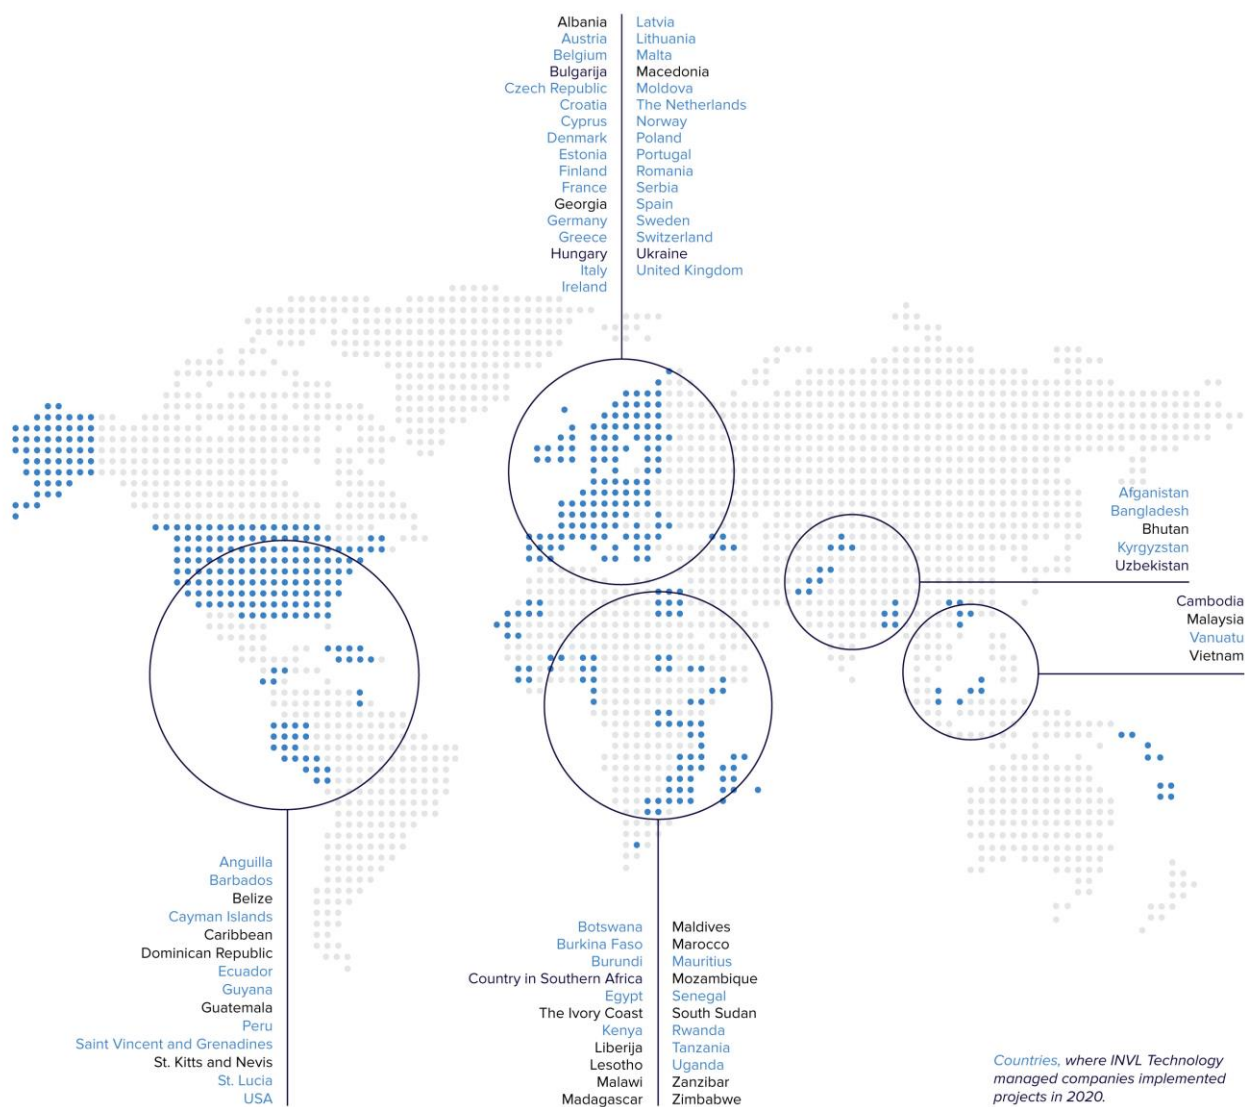 Albania
Austria
Belgium
Bulgarija
Czech Republic
Croatia
Cyprus
Denmark
Estonia
Finland
France
Georgia
Germany
Greece
Hungary
Italy
Ireland
Latvia
Lithuania
Malta
Macedonia
Moldova
The Netherlands
Norway
Poland
Portugal
Romania
Serbia
Spain
Sweden
Switzerland
Ukraine
United Kingdom
Afganistan
Bangladesh
Bhutan
Kyrgyzstan
Uzbekistan
Cambodia
Malaysia
Vanuatu
Vietnam
Anguilla
Barbados
Belize
Cayman Islands
Caribbean
Dominican Republic
Ecuador
Guyana
Guatemala
Peru
Saint Vincent and Grenadines
St. Kitts and Nevis
St. Lucia
USA
Botswana
Burkina Faso
Burundi
Country in Southern Africa
Egypt
The Ivory Coast
Kenya
Liberija
Lesotho
Malawi
Madagascar
Maldives
Marocco
Mauritius
Mozambique
Senegal
South Sudan
Rwanda
Tanzania
Uganda
Zanzibar
Zimbabwe
Countries, where INVL Technology
managed companies implemented
projects in 2020.